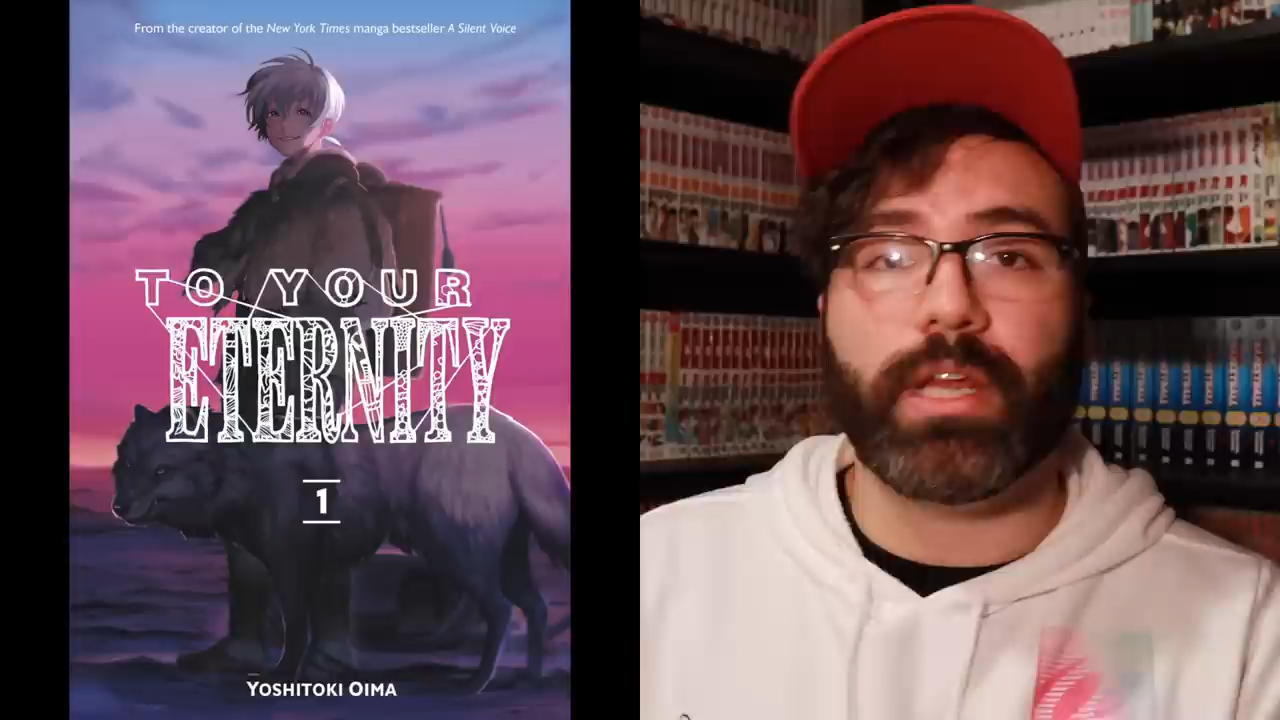 From the creator of the New York Times manga bestseller A Silent Voice
TO YOUR
ETERNITY
1
YOSHITOKI OIMA